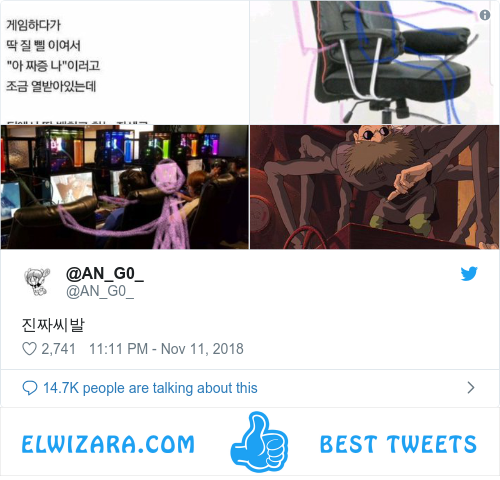 게임하다가
딱 질 삘 이여서
"아 짜증 나"이러고
조금 열받아있는데
@AN_G0_
@AN_G0_
진짜씨발
2,741 11:11 PM - Nov 11, 2018
14.7K people are talking about this
ELWIZARA.COM BEST TWEETS